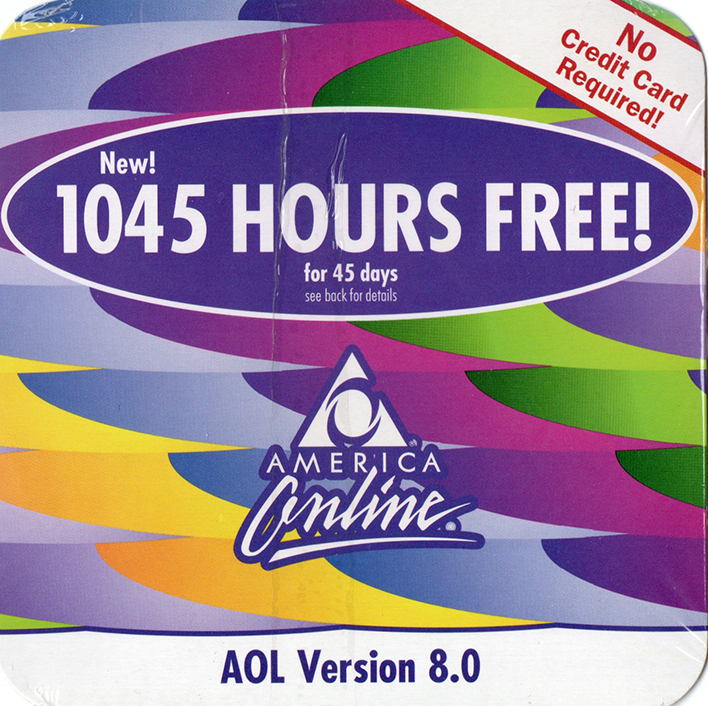 No
Credit Card
Required!
New!
1045 HOURS FREE!
for 45 days
see back for details
AMERICA
Online®
AOL Version 8.0